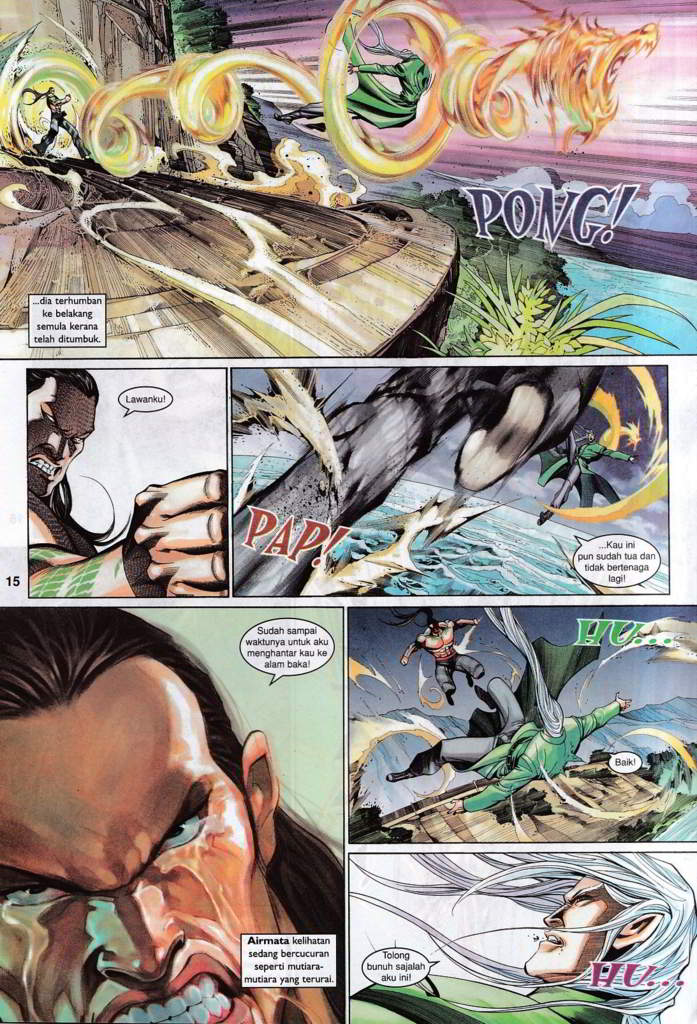 PONG!
...dia terhumban
ke belakang
semula kerana
telah ditumbuk.
Lawanku!
PAP!
...Kau ini
pun sudah tua dan
tidak bertenaga
lagi!
15
Sudah sampai
waktunya untuk aku
menghantar kau ke
alam baka!
Airmata kelihatan
sedang bercucuran
seperti mutiara-
mutiara yang terurai.
HU...
Baik!
Tolong
bunuh sajalah
aku ini!
HU...